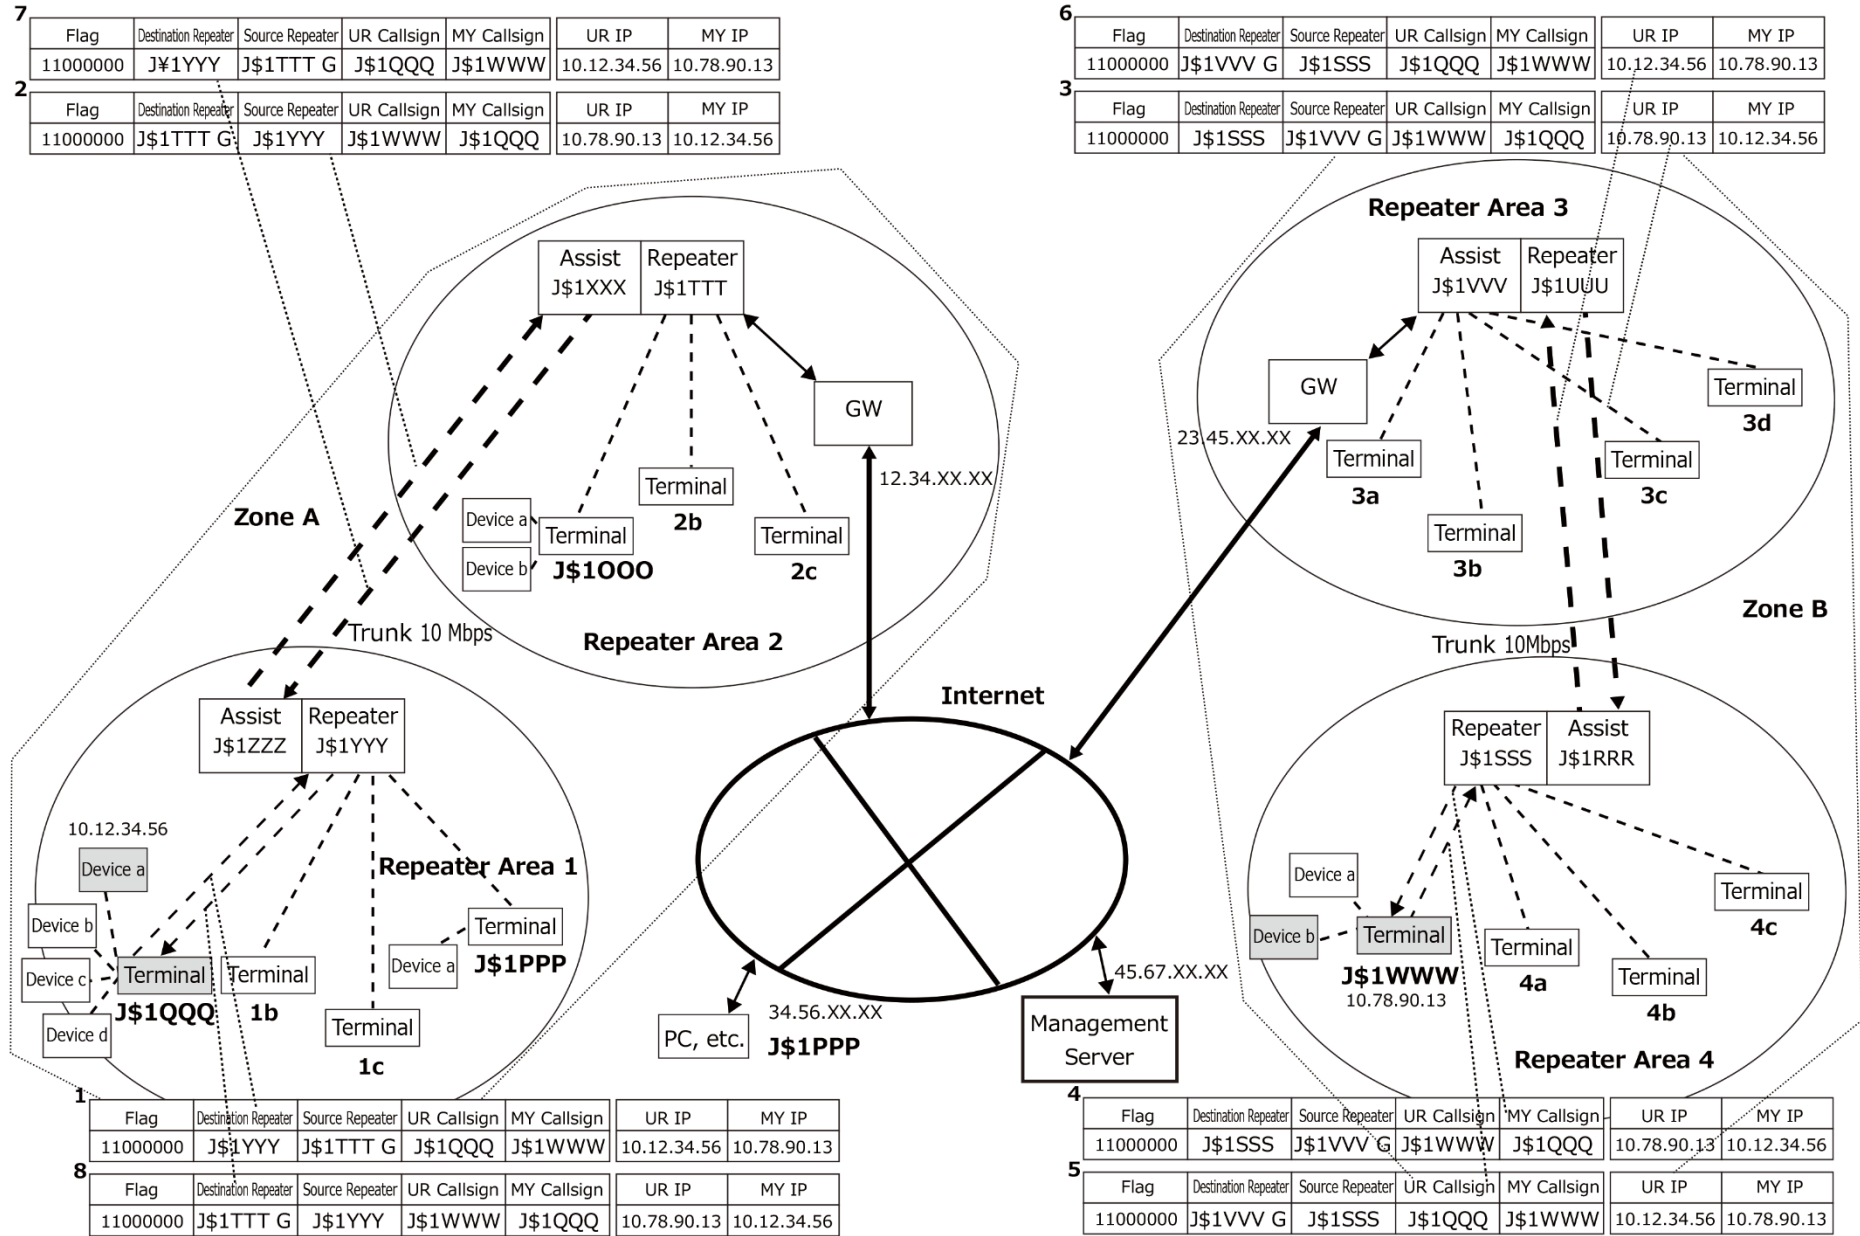 7
Flag Destination Repeater Source Repeater UR Callsign MY Callsign UR IP MY IP
11000000 J¥1YYY J$1TTT G J$1QQQ J$1WWW 10.12.34.56 10.78.90.13
2
Flag Destination Repeater Source Repeater UR Callsign MY Callsign UR IP MY IP
11000000 J$1TTT G J$1YYY J$1WWW J$1QQQ 10.78.90.13 10.12.34.56
6
Flag Destination Repeater Source Repeater UR Callsign MY Callsign UR IP MY IP
11000000 J$1VVV G J$1SSS J$1QQQ J$1WWW 10.12.34.56 10.78.90.13
3
Flag Destination Repeater Source Repeater UR Callsign MY Callsign UR IP MY IP
11000000 J$1SSS J$1VVV G J$1WWW J$1QQQ 10.78.90.13 10.12.34.56
Assist Repeater
J$1XXX J$1TTT
GW
12.34.XX.XX
Zone A
Terminal
2b
Device a
Device b
Terminal
J$1OOO
Terminal
2c
Repeater Area 2
Trunk 10 Mbps
Repeater Area 3
Assist Repeater
J$1VVV J$1UUU
GW
23.45.XX.XX
Terminal
3a
Terminal
3b
Terminal
3c
Terminal
3d
Zone B
Trunk 10Mbps
Assist Repeater
J$1ZZZ J$1YYY
10.12.34.56
Device a
Repeater Area 1
Device b
Device c
Device d
Terminal
J$1QQQ
Terminal
1b
Terminal
1c
Device a
Terminal
J$1PPP
Internet
PC, etc.
34.56.XX.XX
J$1PPP
45.67.XX.XX
Management
Server
Repeater Assist
J$1SSS J$1RRR
Device a
Device b
Terminal
J$1WWW
10.78.90.13
Terminal
4a
Terminal
4b
Terminal
4c
Repeater Area 4
1
Flag Destination Repeater Source Repeater UR Callsign MY Callsign UR IP MY IP
11000000 J$1YYY J$1TTT G J$1QQQ J$1WWW 10.12.34.56 10.78.90.13
8
Flag Destination Repeater Source Repeater UR Callsign MY Callsign UR IP MY IP
11000000 J$1TTT G J$1YYY J$1WWW J$1QQQ 10.78.90.13 10.12.34.56
4
Flag Destination Repeater Source Repeater UR Callsign MY Callsign UR IP MY IP
11000000 J$1SSS J$1VVV G J$1WWW J$1QQQ 10.78.90.13 10.12.34.56
5
Flag Destination Repeater Source Repeater UR Callsign MY Callsign UR IP MY IP
11000000 J$1VVV G J$1SSS J$1QQQ J$1WWW 10.12.34.56 10.78.90.13